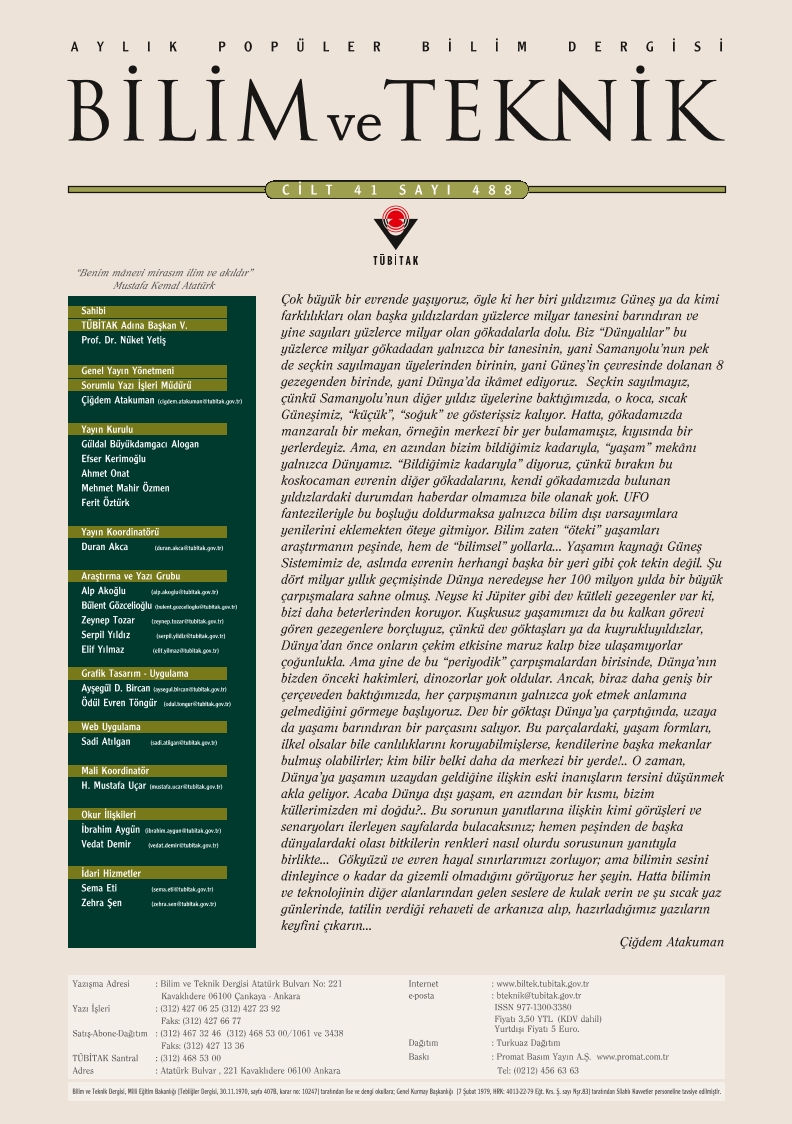 AYLIK POPÜLER BİLİM DERGİSİ
BİLİM ve TEKNİK
CİLT 41 SAYI 488
TÜBİTAK
“Benim mânevi mirasım ilim ve akıldır”
Mustafa Kemal Atatürk
Sahibi
TÜBİTAK Adına Başkan V.
Prof. Dr. Nüket Yetiş
Genel Yayın Yönetmeni
Sorumlu Yazı İşleri Müdürü
Çiğdem Atakuman (cigdem.atakuman@tubitak.gov.tr)
Yayın Kurulu
Güldal Büyükdamgacı Alogan
Efser Kerimoğlu
Ahmet Onat
Mehmet Mahir Özmen
Ferit Öztürk
Yayın Koordinatörü
Duran Akca (duran.akca@tubitak.gov.tr)
Araştırma ve Yazı Grubu
Alp Akoğlu (alp.akoglu@tubitak.gov.tr)
Bülent Gözcelioğlu (bulent.gozcelioglu@tubitak.gov.tr)
Zeynep Tozar (zeynep.tozar@tubitak.gov.tr)
Serpil Yıldız (serpil.yildiz@tubitak.gov.tr)
Elif Yılmaz (elif.yilmaz@tubitak.gov.tr)
Grafik Tasarım - Uygulama
Ayşegül D. Bircan (aysegul.bircan@tubitak.gov.tr)
Ödül Evren Töngür (odul.tongur@tubitak.gov.tr)
Web Uygulama
Sadi Atılgan (sadi.atilgan@tubitak.gov.tr)
Mali Koordinatör
H. Mustafa Uçar (mustafa.ucar@tubitak.gov.tr)
Okur İlişkileri
İbrahim Aygün (ibrahim.aygun@tubitak.gov.tr)
Vedat Demir (vedat.demir@tubitak.gov.tr)
İdari Hizmetler
Sema Eti (sema.eti@tubitak.gov.tr)
Zehra Şen (zehra.sen@tubitak.gov.tr)
Çok büyük bir evrende yaşıyoruz, öyle ki her biri yıldızımız Güneş ya da kimi
farklılıkları olan başka yıldızlardan yüzlerce milyar tanesini barındıran ve
yine sayıları yüzlerce milyar olan gökadalarla dolu. Biz “Dünyalılar” bu
yüzlerce milyar gökadadan yalnızca bir tanesinin, yani Samanyolu’nun pek
de seçkin sayılmayan üyelerinden birinin, yani Güneş’in çevresinde dolanan 8
gezegenden birinde, yani Dünya’da ikâmet ediyoruz. Seçkin sayılmayız,
çünkü Samanyolu’nun diğer yıldız üyelerine baktığımızda, o koca, sıcak
Güneşimiz, “küçük”, “soğuk” ve gösterişsiz kalıyor. Hatta, gökadamızda
manzaralı bir mekan, örneğin merkezî bir yer bulamamışız, kıyısında bir
yerlerdeyiz. Ama, en azından bizim bildiğimiz kadarıyla, “yaşam” mekânı
yalnızca Dünyamız. “Bildiğimiz kadarıyla” diyoruz, çünkü bırakın bu
koskocaman evrenin diğer gökadalarını, kendi gökadamızda bulunan
yıldızlardaki durumdan haberdar olmamıza bile olanak yok. UFO
fantezileriyle bu boşluğu doldurmaksa yalnızca bilim dışı varsayımlara
yenilerini eklemekten öteye gitmiyor. Bilim zaten “öteki” yaşamları
araştırmanın peşinde, hem de “bilimsel” yollarla... Yaşamın kaynağı Güneş
Sistemimiz de, aslında evrenin herhangi başka bir yeri gibi çok tekin değil. Şu
dört milyar yıllık geçmişinde Dünya neredeyse her 100 milyon yılda bir büyük
çarpışmalara sahne olmuş. Neyse ki Jüpiter gibi dev kütleli gezegenler var ki,
bizi daha beterlerinden koruyor. Kuşkusuz yaşamımızı da bu kalkan görevi
gören gezegenlere borçluyuz, çünkü dev göktaşları ya da kuyrukluyıldızlar,
Dünya’dan önce onların çekim etkisine maruz kalıp bize ulaşamıyorlar
çoğunlukla. Ama yine de bu “periyodik” çarpışmalardan birisinde, Dünya’nın
bizden önceki hakimleri, dinozorlar yok oldular. Ancak, biraz daha geniş bir
çerçeveden baktığımızda, her çarpışmanın yalnızca yok etmek anlamına
gelmediğini görmeye başlıyoruz. Dev bir göktaşı Dünya’ya çarptığında, uzaya
da yaşamı barındıran bir parçasını salıyor. Bu parçalardaki, yaşam formları,
ilkel olsalar bile canlılıklarını koruyabilmişlerse, kendilerine başka mekanlar
bulmuş olabilirler; kim bilir belki daha da merkezi bir yerde!.. O zaman,
Dünya’ya yaşamın uzaydan geldiğine ilişkin eski inanışların tersini düşünmek
akla geliyor. Acaba Dünya dışı yaşam, en azından bir kısmı, bizim
küllerimizden mi doğdu?.. Bu sorunun yanıtlarına ilişkin kimi görüşleri ve
senaryoları ilerleyen sayfalarda bulacaksınız; hemen peşinden de başka
dünyalardaki olası bitkilerin renkleri nasıl olurdu sorusunun yanıtıyla
birlikte... Gökyüzü ve evren hayal sınırlarımızı zorluyor; ama bilimin sesini
dinleyince o kadar da gizemli olmadığını görüyoruz her şeyin. Hatta bilimin
ve teknolojinin diğer alanlarından gelen seslere de kulak verin ve şu sıcak yaz
günlerinde, tatilin verdiği rehaveti de arkanıza alıp, hazırladığımız yazıların
keyfini çıkarın...
Çiğdem Atakuman
Yazışma Adresi : Bilim ve Teknik Dergisi Atatürk Bulvarı No: 221
Kavaklıdere 06100 Çankaya - Ankara
Yazı İşleri : (312) 427 06 25 (312) 427 23 92
Faks: (312) 427 66 77
Satış-Abone-Dağıtım : (312) 467 32 46 (312) 468 53 00/1061 ve 3438
Faks: (312) 427 13 36
TÜBİTAK Santral : (312) 468 53 00
Adres : Atatürk Bulvar , 221 Kavaklıdere 06100 Ankara
Internet : www.biltek.tubitak.gov.tr
e-posta : bteknik@tubitak.gov.tr
ISSN 977-1300-3380
Fiyatı 3,50 YTL (KDV dahil)
Yurtdışı Fiyatı 5 Euro.
Dağıtım : Turkuaz Dağıtım
Baskı : Promat Basım Yayın A.Ş. www.promat.com.tr
Tel: (0212) 456 63 63
Bilim ve Teknik Dergisi, Milli Eğitim Bakanlığı [Tebliğler Dergisi, 30.11.1970, sayfa 407B, karar no: 10247] tarafından lise ve dengi okullara; Genel Kurmay Başkanlığı [7 Şubat 1979, HRK: 4013-22-79 Eğt. Krs. Ş. sayı Nşr.83] tarafından Silahlı Kuvvetler personeline tavsiye edilmiştir.